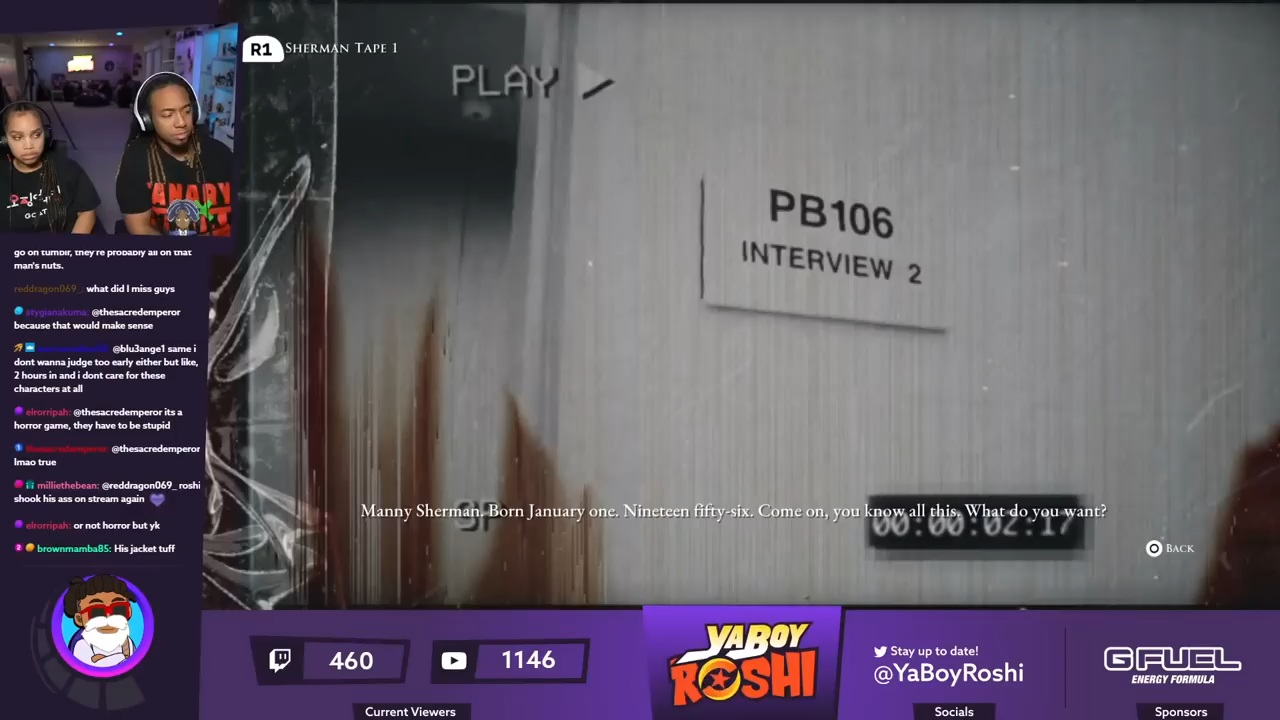 R1 SHERMAN TAPE 1
PLAY
PB106
INTERVIEW 2
SP
Manny Sherman. Born January one. Nineteen fifty-six. Come on, you know all this. What do you want?
00:00:02:17
BACK
go on tumblr, they're probably all on that
man's nuts.
reddragon069_: what did I miss guys
stygianakuma: @thesacredemperor
because that would make sense
@blu3ange1 same i
dont wanna judge too early either but like,
2 hours in and i dont care for these
characters at all
elrorripah: @thesacredemperor its a
horror game, they have to be stupid
thesacredemperor: @thesacredemperor
lmao true
milliethebean: @reddragon069_ roshi
shook his ass on stream again
elrorripah: or not horror but yk
brownmamba85: His jacket tuff
460
1146
Current Viewers
YABOY
ROSHI
Stay up to date!
@YaBoyRoshi
Socials
G FUEL
ENERGY FORMULA
Sponsors